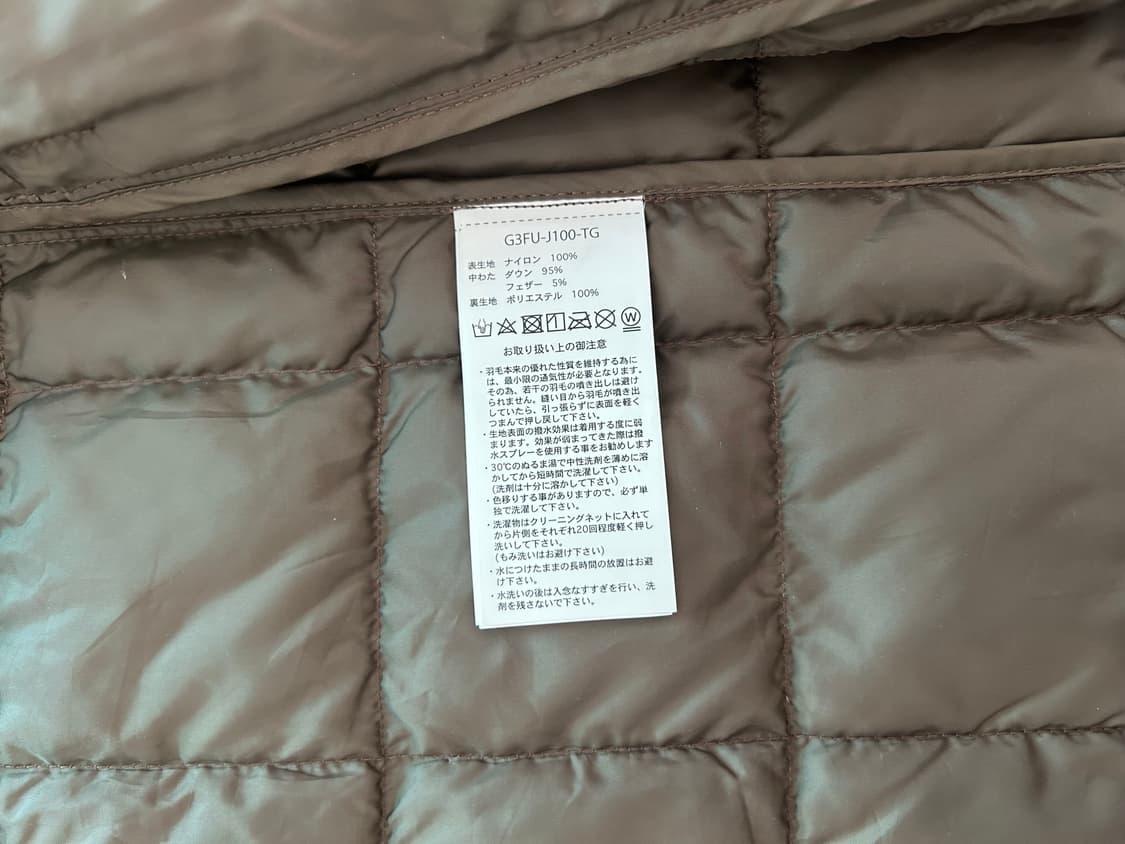 G3FU-J100-TG
表生地 ナイロン 100%
中わた ダウン 95%
フェザー 5%
裏生地 ポリエステル 100%
W
お取り扱い上の御注意
・羽毛本来の優れた性質を維持する為に
は、最小限の通気性が必要となります。
その為、若干の羽毛の噴き出しは避け
られません。縫い目から羽毛が噴き出
していたら、引っ張らずに表面を軽く
つまんで押し戻して下さい。
・生地表面の撥水効果は着用する度に弱
まります。効果が弱まってきた際は撥
水スプレーを使用する事をお勧めします
・30℃のぬるま湯で中性洗剤を薄めに溶
かしてから短時間で洗濯して下さい。
(洗剤は十分に溶かして下さい)
・色移りする事がありますので、必ず単
独で洗濯して下さい。
・洗濯物はクリーニングネットに入れて
から片側をそれぞれ20回程度軽く押し
洗いして下さい。
(もみ洗いはお避け下さい)
・水につけたままの長時間の放置はお避
け下さい。
・水洗いの後は入念なすすぎを行い、洗
剤を残さないで下さい。